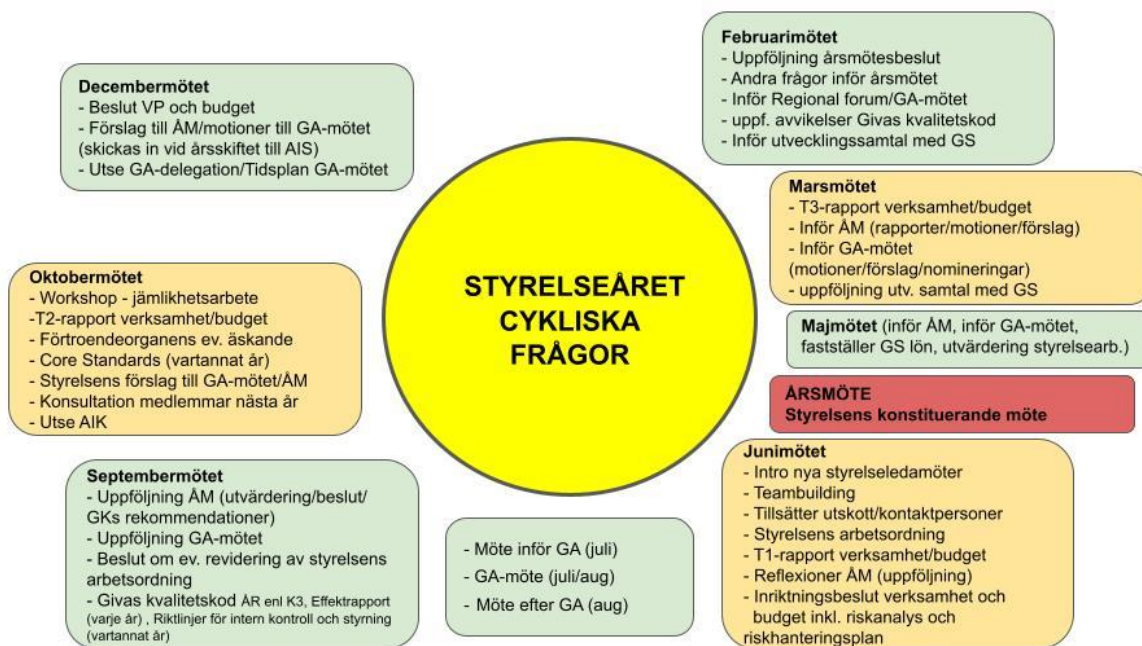 Februarimötet
- Uppföljning årsmötesbeslut
- Andra frågor inför årsmötet
- Inför Regional forum/GA-mötet
- uppf. avvikelser Givas kvalitetskod
- Inför utvecklingssamtal med GS
Decembermötet
- Beslut VP och budget
- Förslag till ÅM/motioner till GA-mötet
(skickas in vid årsskiftet till AIS)
- Utse GA-delegation/Tidsplan GA-mötet
Marsmötet
- T3-rapport verksamhet/budget
- Inför ÅM (rapporter/motioner/förslag)
- Inför GA-mötet
(motioner/förslag/nomineringar)
- uppföljning utv. samtal med GS
STYRELSEÅRET
CYKLISKA
FRÅGOR
Oktobermötet
- Workshop - jämlikhetsarbete
-T2-rapport verksamhet/budget
- Förtroendeorganens ev. äskande
- Core Standards (vartannat år)
- Styrelsens förslag till GA-mötet/ÅM
- Konsultation medlemmar nästa år
- Utse AIK
Majmötet (inför ÅM, inför GA-mötet,
fastställer GS lön, utvärdering styrelsearb.)
ÅRSMÖTE
Styrelsens konstituerande möte
Junimötet
- Intro nya styrelseledamöter
- Teambuilding
- Tillsätter utskott/kontaktpersoner
- Styrelsens arbetsordning
- T1-rapport verksamhet/budget
- Reflexioner ÅM (uppföljning)
- Inriktningsbeslut verksamhet och
budget inkl. riskanalys och
riskhanteringsplan
Septembermötet
- Uppföljning ÅM (utvärdering/beslut/
GKs rekommendationer)
- Uppföljning GA-mötet
- Beslut om ev. revidering av styrelsens
arbetsordning
- Givas kvalitetskod ÅR enl K3, Effektrapport
(varje år) , Riktlinjer för intern kontroll och styrning
(vartannat år)
- Möte inför GA (juli)
- GA-möte (juli/aug)
- Möte efter GA (aug)